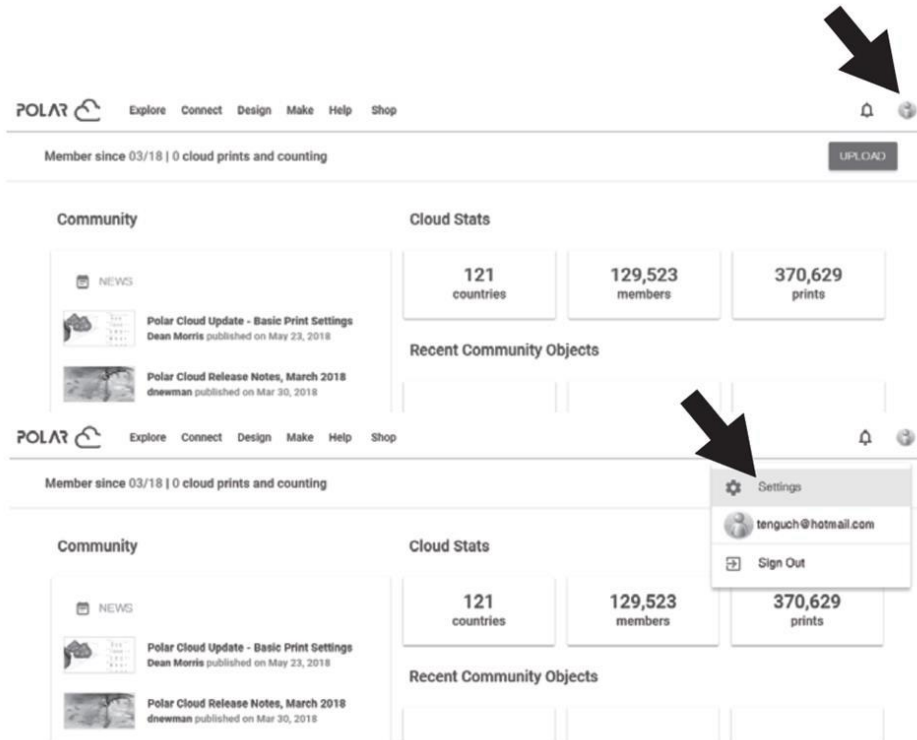 POLAR Explore Connect Design Make Help Shop
Member since 03/18 | 0 cloud prints and counting UPLOAD
Community
NEWS
Polar Cloud Update - Basic Print Settings
Dean Morris published on May 23, 2018
Polar Cloud Release Notes, March 2018
dnewman published on Mar 30, 2018
Cloud Stats
121
countries
129,523
members
370,629
prints
Recent Community Objects
POLAR Explore Connect Design Make Help Shop
Member since 03/18 | 0 cloud prints and counting
Settings
tenguch@hotmail.com
Sign Out
Community
NEWS
Polar Cloud Update - Basic Print Settings
Dean Morris published on May 23, 2018
Polar Cloud Release Notes, March 2018
dnewman published on Mar 30, 2018
Cloud Stats
121
countries
129,523
members
370,629
prints
Recent Community Objects